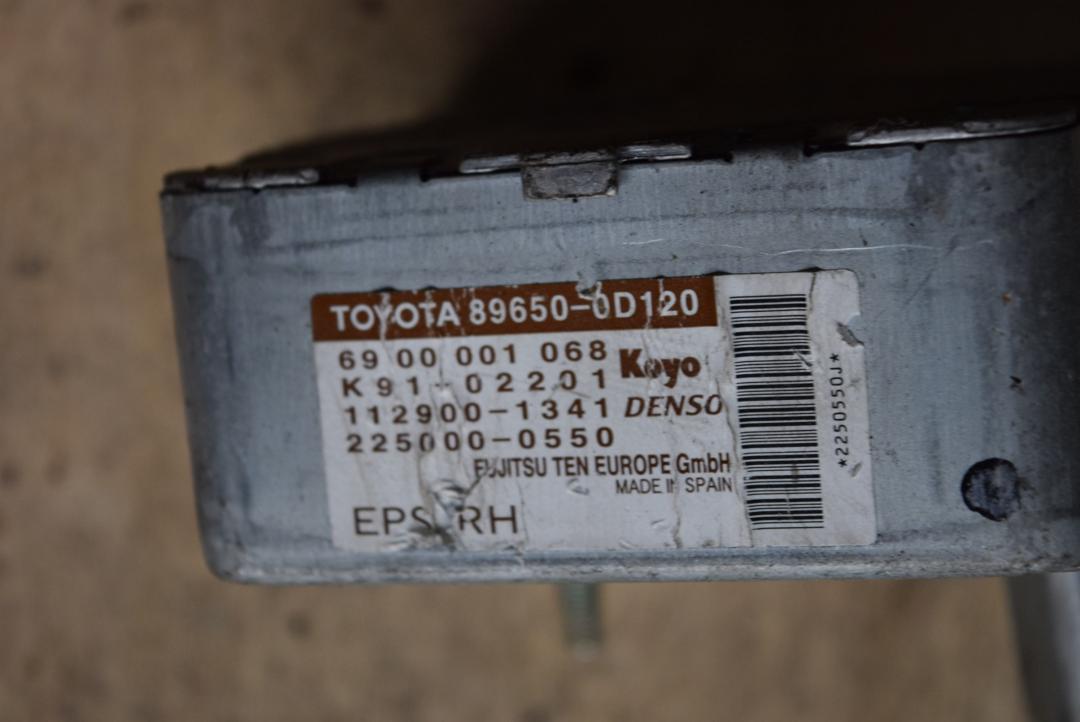 TOYOTA 89650-0D120
69 00 001 068
K 91-02201 Koyo
112900-1341 DENSO
225000-0550
FUJITSU TEN EUROPE GmbH
MADE IN SPAIN
EPS RH
*2250550J*